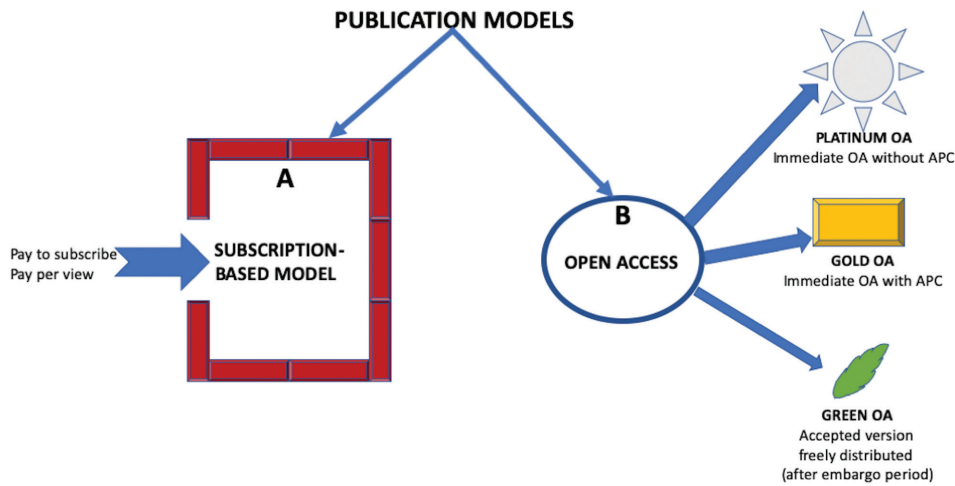 PUBLICATION MODELS
A
SUBSCRIPTION-
BASED MODEL
Pay to subscribe
Pay per view
B
OPEN ACCESS
PLATINUM OA
Immediate OA without APC
GOLD OA
Immediate OA with APC
GREEN OA
Accepted version
freely distributed
(after embargo period)